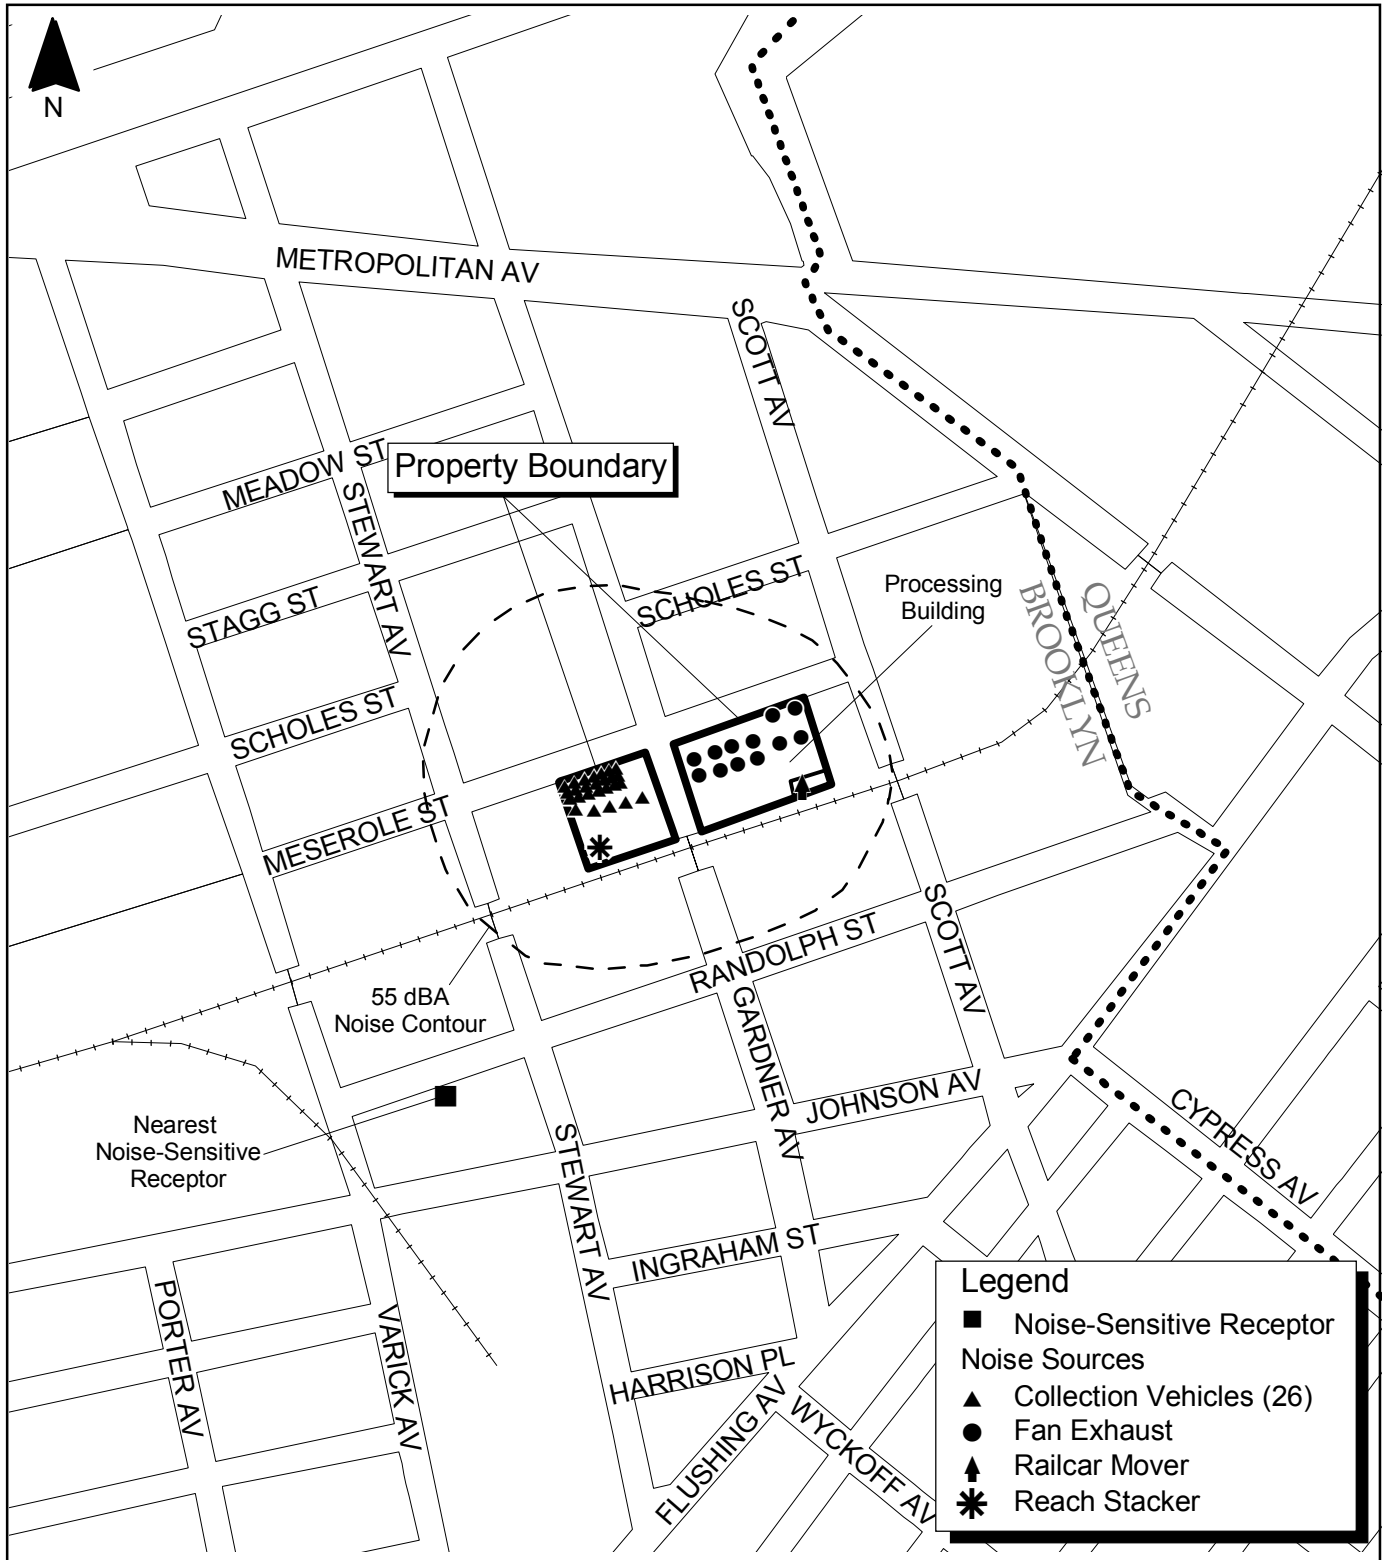 N
METROPOLITAN AV
SCOTT AV
MEADOW ST
Property Boundary
STEWART AV
STAGG ST
SCHOLES ST
Processing
Building
QUEENS
BROOKLYN
SCHOLES ST
MESEROLE ST
RANDOLPH ST
SCOTT AV
55 dBA
Noise Contour
GARDNER AV
JOHNSON AV
CYPRESS AV
Nearest
Noise-Sensitive
Receptor
STEWART AV
INGRAHAM ST
PORTER AV
VARICK AV
HARRISON PL
FLUSHING AV
WYCKOFF AV
Legend
Noise-Sensitive Receptor
Noise Sources
Collection Vehicles (26)
Fan Exhaust
Railcar Mover
Reach Stacker